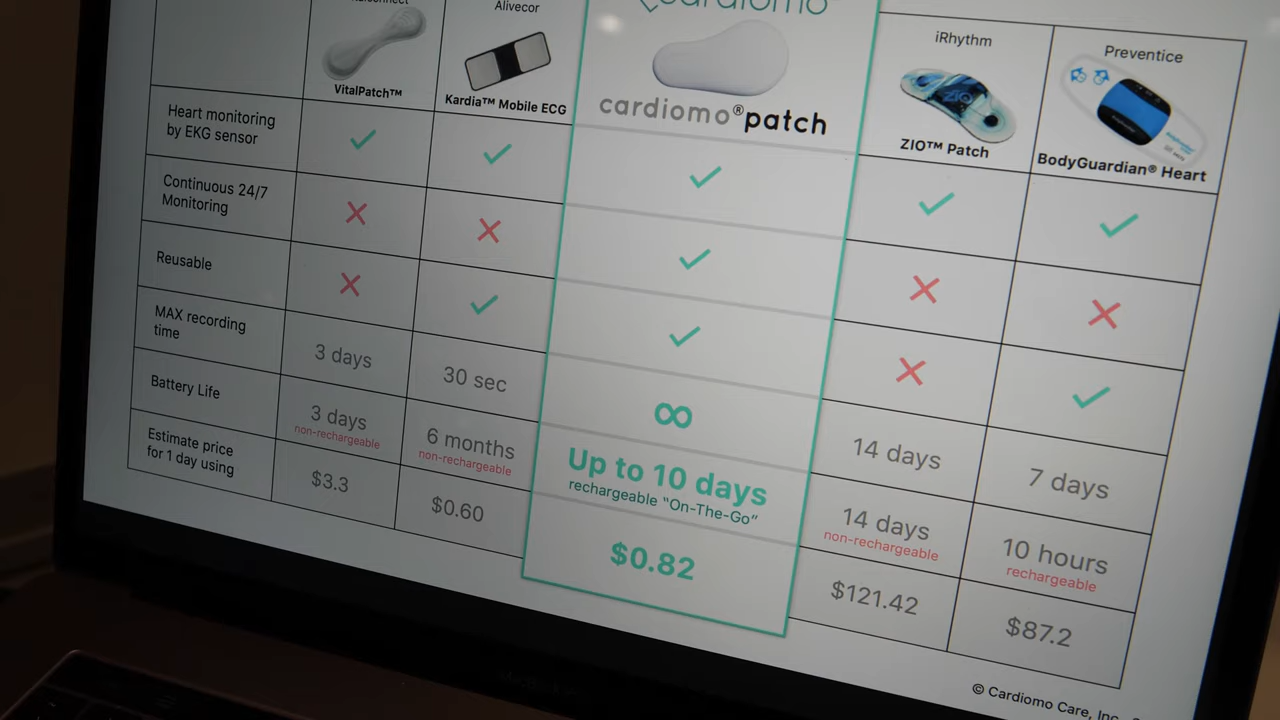 Alivecor
cardiomo
iRhythm
Preventice
VitalPatch™
Kardia™ Mobile ECG
cardiomo®patch
ZIO
ZIO™ Patch
BodyGuardian® Heart
Heart monitoring
by EKG sensor
Continuous 24/7
Monitoring
Reusable
MAX recording
time
3 days
30 sec
∞
14 days
7 days
Battery Life
3 days
non-rechargeable
6 months
non-rechargeable
Up to 10 days
rechargeable "On-The-Go"
14 days
non-rechargeable
10 hours
rechargeable
Estimate price
for 1 day using
$3.3
$0.60
$0.82
$121.42
$87.2
© Cardiomo Care, Inc.